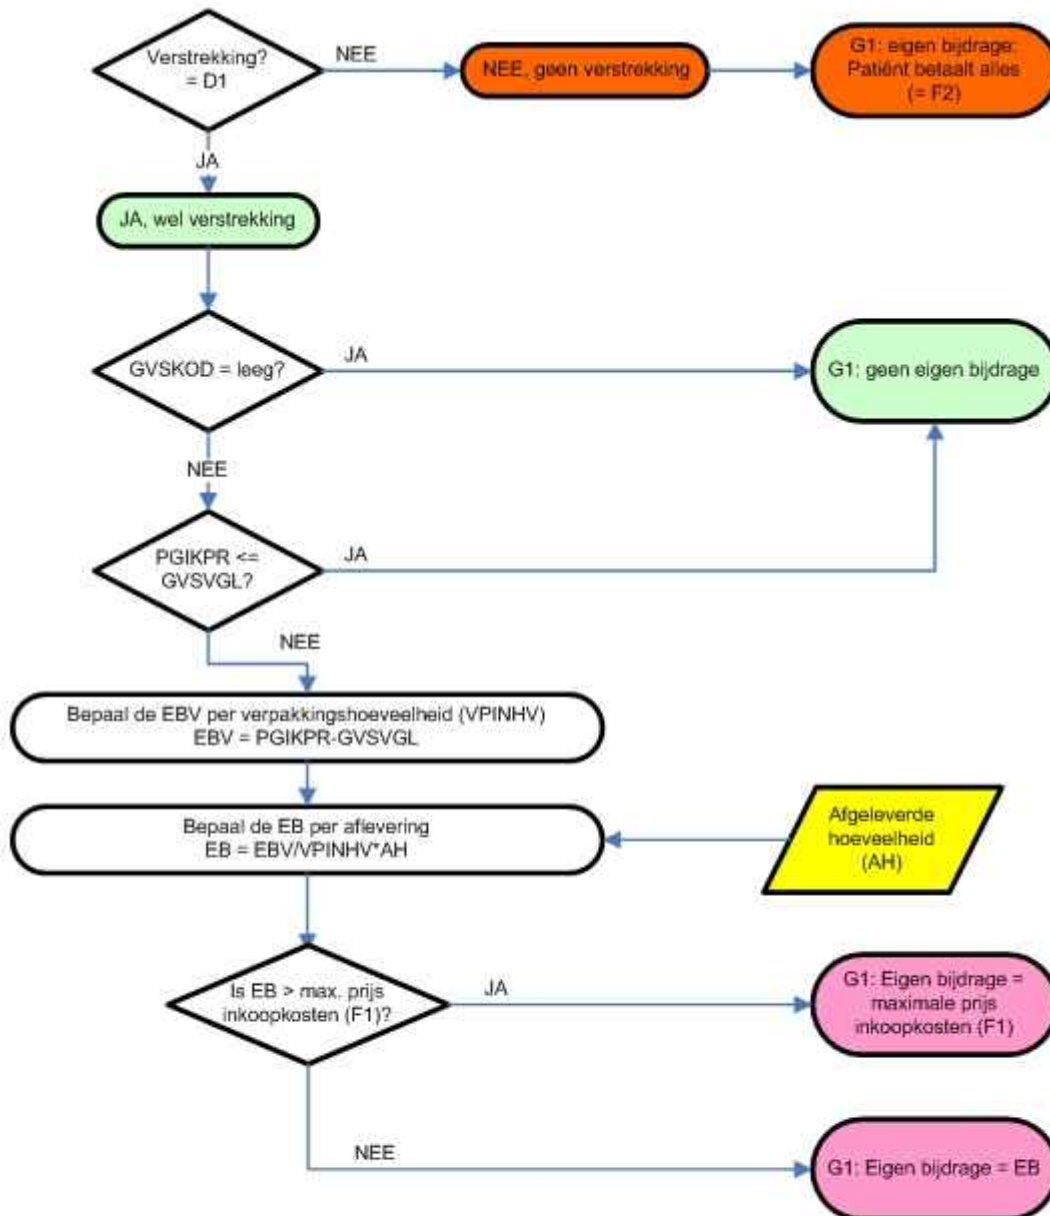 Verstrekking?
= D1
NEE
NEE, geen verstrekking
G1: eigen bijdrage:
Patiënt betaalt alles
(= F2)
JA
JA, wel verstrekking
GVSKOD = leeg?
JA
G1: geen eigen bijdrage
NEE
PGIKPR <=
GVSVGL?
JA
NEE
Bepaal de EBV per verpakkingshoeveelheid (VPINHV)
EBV = PGIKPR-GVSVGL
Bepaal de EB per aflevering
EB = EBV/VPINHV*AH
Afgeleverde
hoeveelheid
(AH)
Is EB > max. prijs
inkoopkosten (F1)?
JA
G1: Eigen bijdrage =
maximale prijs
inkoopkosten (F1)
NEE
G1: Eigen bijdrage = EB